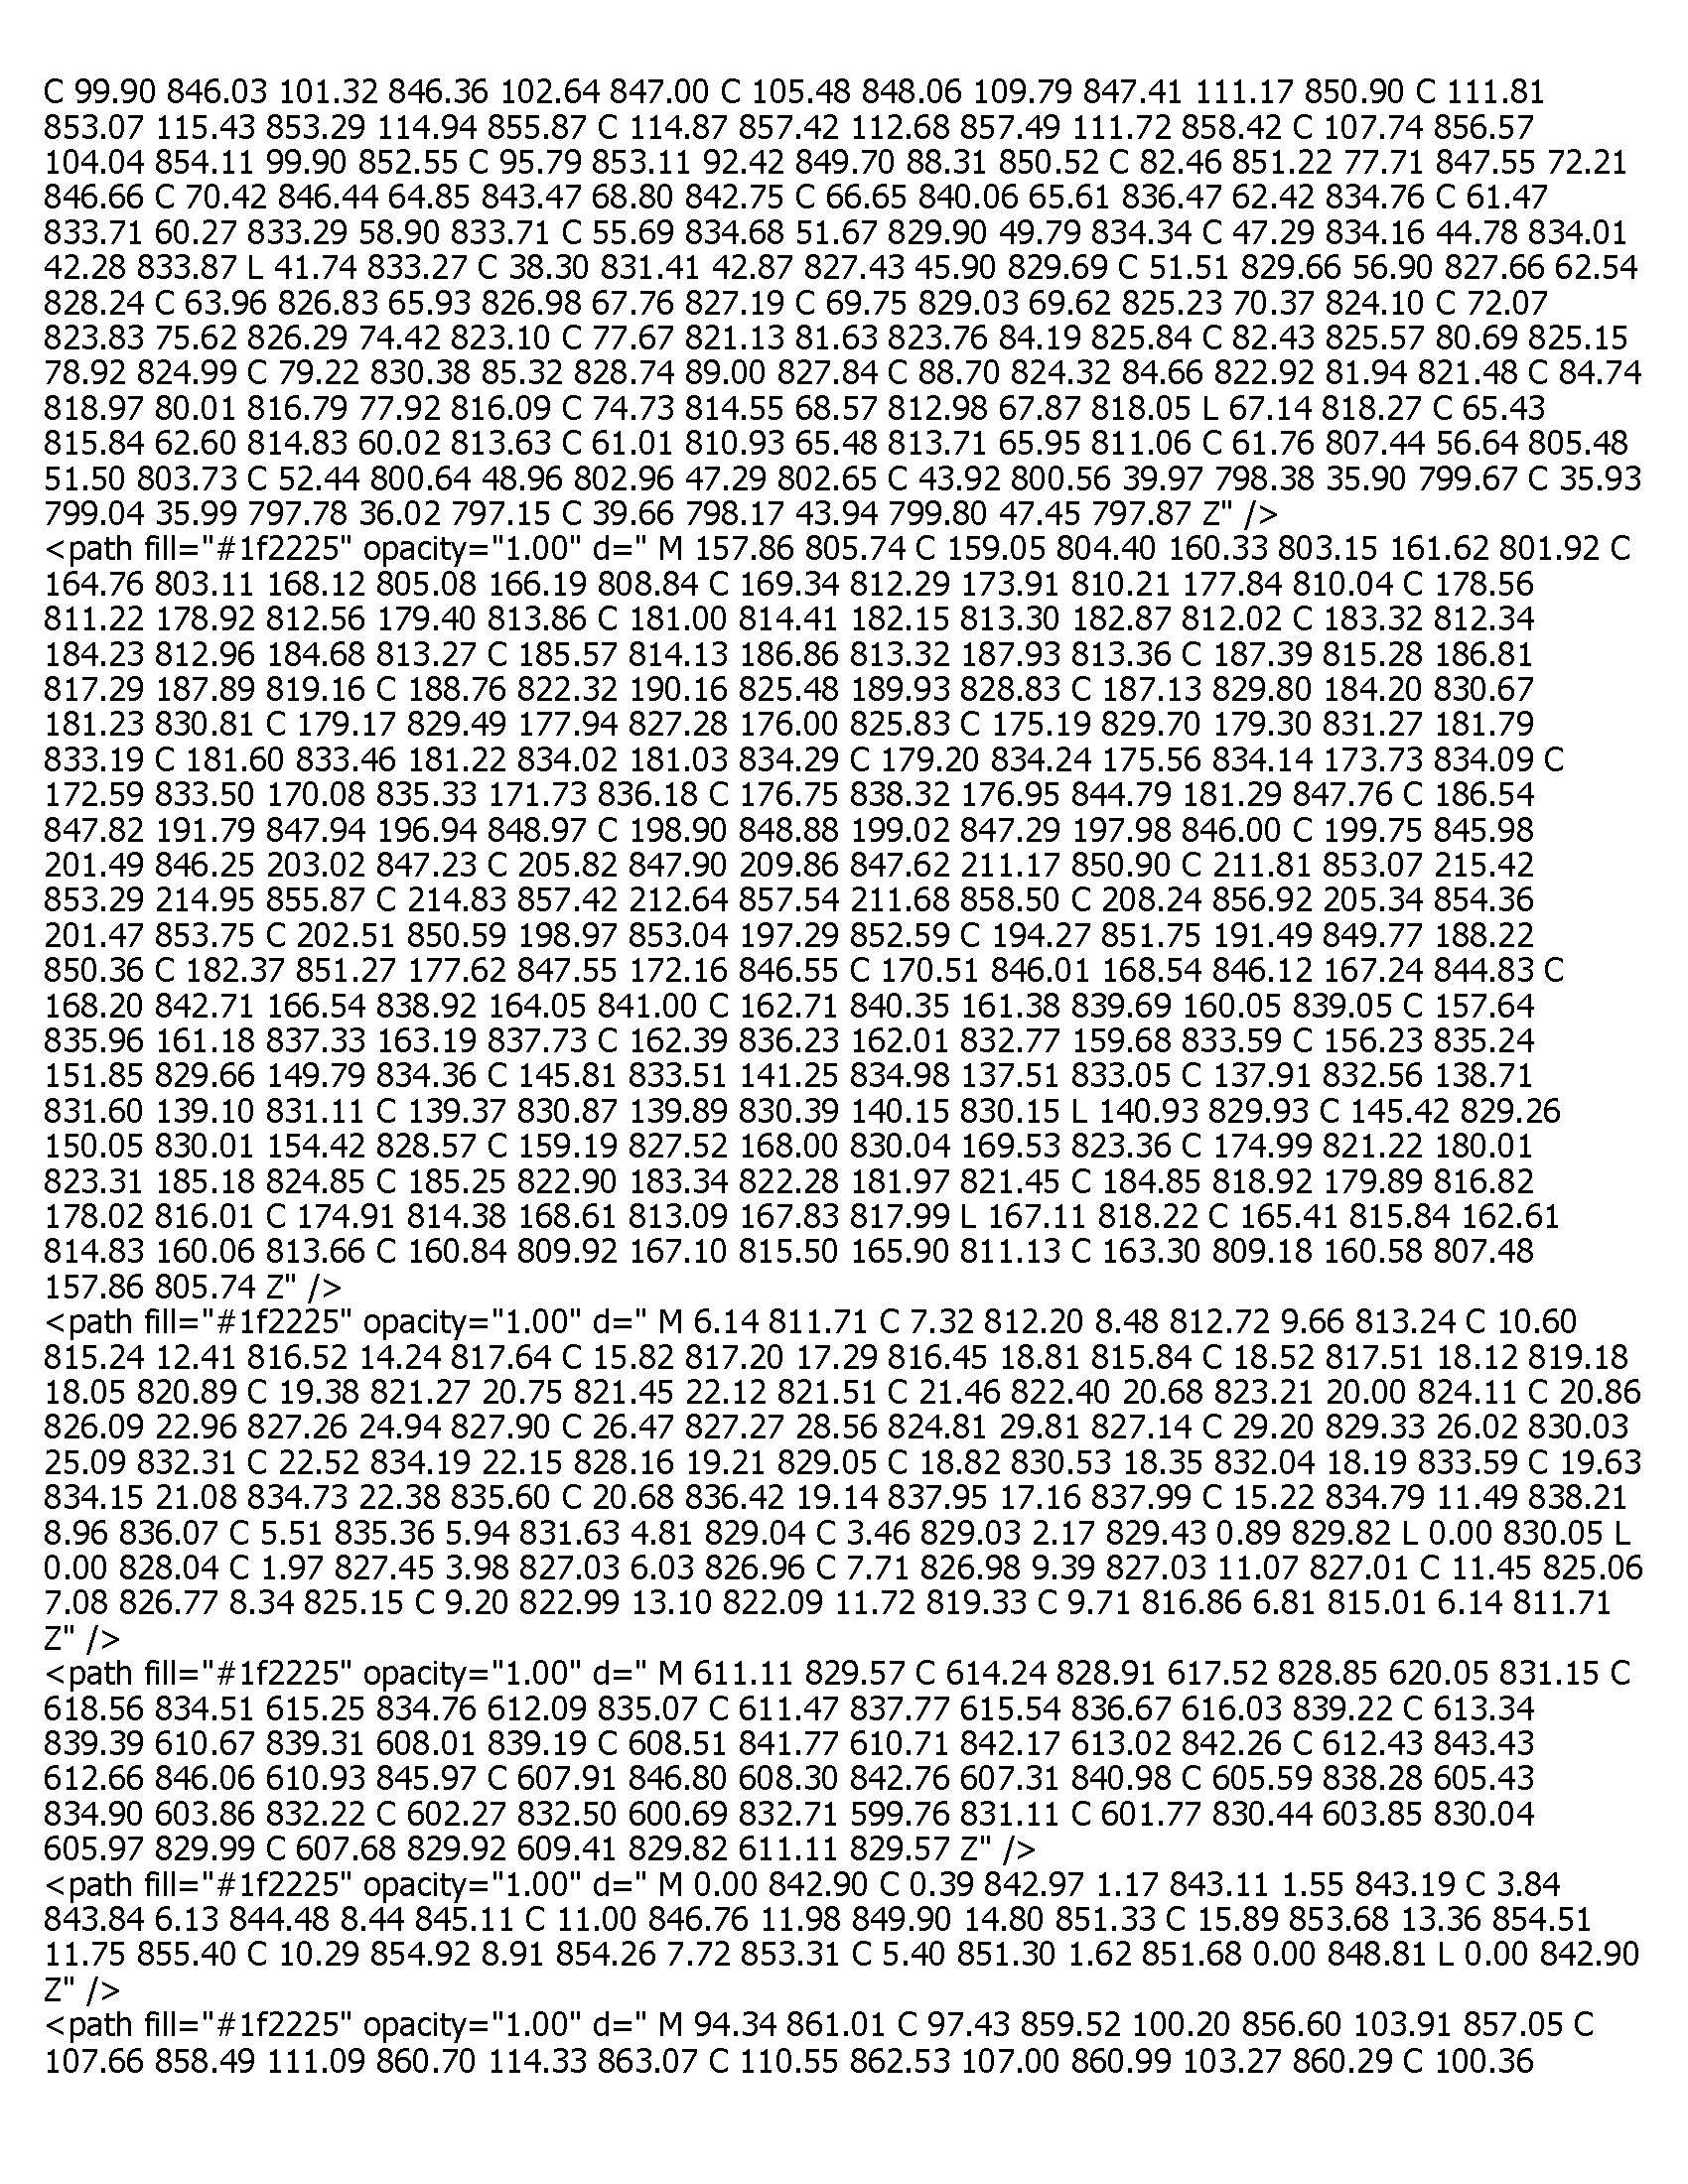 C 99.90 846.03 101.32 846.36 102.64 847.00 C 105.48 848.06 109.79 847.41 111.17 850.90 C 111.81
853.07 115.43 853.29 114.94 855.87 C 114.87 857.42 112.68 857.49 111.72 858.42 C 107.74 856.57
104.04 854.11 99.90 852.55 C 95.79 853.11 92.42 849.70 88.31 850.52 C 82.46 851.22 77.71 847.55 72.21
846.66 C 70.42 846.44 64.85 843.47 68.80 842.75 C 66.65 840.06 65.61 836.47 62.42 834.76 C 61.47
833.71 60.27 833.29 58.90 833.71 C 55.69 834.68 51.67 829.90 49.79 834.34 C 47.29 834.16 44.78 834.01
42.28 833.87 L 41.74 833.27 C 38.30 831.41 42.87 827.43 45.90 829.69 C 51.51 829.66 56.90 827.66 62.54
828.24 C 63.96 826.83 65.93 826.98 67.76 827.19 C 69.75 829.03 69.62 825.23 70.37 824.10 C 72.07
823.83 75.62 826.29 74.42 823.10 C 77.67 821.13 81.63 823.76 84.19 825.84 C 82.43 825.57 80.69 825.15
78.92 824.99 C 79.22 830.38 85.32 828.74 89.00 827.84 C 88.70 824.32 84.66 822.92 81.94 821.48 C 84.74
818.97 80.01 816.79 77.92 816.09 C 74.73 814.55 68.57 812.98 67.87 818.05 L 67.14 818.27 C 65.43
815.84 62.60 814.83 60.02 813.63 C 61.01 810.93 65.48 813.71 65.95 811.06 C 61.76 807.44 56.64 805.48
51.50 803.73 C 52.44 800.64 48.96 802.96 47.29 802.65 C 43.92 800.56 39.97 798.38 35.90 799.67 C 35.93
799.04 35.99 797.78 36.02 797.15 C 39.66 798.17 43.94 799.80 47.45 797.87 Z" />
<path fill="#1f2225" opacity="1.00" d=" M 157.86 805.74 C 159.05 804.40 160.33 803.15 161.62 801.92 C
164.76 803.11 168.12 805.08 166.19 808.84 C 169.34 812.29 173.91 810.21 177.84 810.04 C 178.56
811.22 178.92 812.56 179.40 813.86 C 181.00 814.41 182.15 813.30 182.87 812.02 C 183.32 812.34
184.23 812.96 184.68 813.27 C 185.57 814.13 186.86 813.32 187.93 813.36 C 187.39 815.28 186.81
817.29 187.89 819.16 C 188.76 822.32 190.16 825.48 189.93 828.83 C 187.13 829.80 184.20 830.67
181.23 830.81 C 179.17 829.49 177.94 827.28 176.00 825.83 C 175.19 829.70 179.30 831.27 181.79
833.19 C 181.60 833.46 181.22 834.02 181.03 834.29 C 179.20 834.24 175.56 834.14 173.73 834.09 C
172.59 833.50 170.08 835.33 171.73 836.18 C 176.75 838.32 176.95 844.79 181.29 847.76 C 186.54
847.82 191.79 847.94 196.94 848.97 C 198.90 848.88 199.02 847.29 197.98 846.00 C 199.75 845.98
201.49 846.25 203.02 847.23 C 205.82 847.90 209.86 847.62 211.17 850.90 C 211.81 853.07 215.42
853.29 214.95 855.87 C 214.83 857.42 212.64 857.54 211.68 858.50 C 208.24 856.92 205.34 854.36
201.47 853.75 C 202.51 850.59 198.97 853.04 197.29 852.59 C 194.27 851.75 191.49 849.77 188.22
850.36 C 182.37 851.27 177.62 847.55 172.16 846.55 C 170.51 846.01 168.54 846.12 167.24 844.83 C
168.20 842.71 166.54 838.92 164.05 841.00 C 162.71 840.35 161.38 839.69 160.05 839.05 C 157.64
835.96 161.18 837.33 163.19 837.73 C 162.39 836.23 162.01 832.77 159.68 833.59 C 156.23 835.24
151.85 829.66 149.79 834.36 C 145.81 833.51 141.25 834.98 137.51 833.05 C 137.91 832.56 138.71
831.60 139.10 831.11 C 139.37 830.87 139.89 830.39 140.15 830.15 L 140.93 829.93 C 145.42 829.26
150.05 830.01 154.42 828.57 C 159.19 827.52 168.00 830.04 169.53 823.36 C 174.99 821.22 180.01
823.31 185.18 824.85 C 185.25 822.90 183.34 822.28 181.97 821.45 C 184.85 818.92 179.89 816.82
178.02 816.01 C 174.91 814.38 168.61 813.09 167.83 817.99 L 167.11 818.22 C 165.41 815.84 162.61
814.83 160.06 813.66 C 160.84 809.92 167.10 815.50 165.90 811.13 C 163.30 809.18 160.58 807.48
157.86 805.74 Z" />
<path fill="#1f2225" opacity="1.00" d=" M 6.14 811.71 C 7.32 812.20 8.48 812.72 9.66 813.24 C 10.60
815.24 12.41 816.52 14.24 817.64 C 15.82 817.20 17.29 816.45 18.81 815.84 C 18.52 817.51 18.12 819.18
18.05 820.89 C 19.38 821.27 20.75 821.45 22.12 821.51 C 21.46 822.40 20.68 823.21 20.00 824.11 C 20.86
826.09 22.96 827.26 24.94 827.90 C 26.47 827.27 28.56 824.81 29.81 827.14 C 29.20 829.33 26.02 830.03
25.09 832.31 C 22.52 834.19 22.15 828.16 19.21 829.05 C 18.82 830.53 18.35 832.04 18.19 833.59 C 19.63
834.15 21.08 834.73 22.38 835.60 C 20.68 836.42 19.14 837.95 17.16 837.99 C 15.22 834.79 11.49 838.21
8.96 836.07 C 5.51 835.36 5.94 831.63 4.81 829.04 C 3.46 829.03 2.17 829.43 0.89 829.82 L 0.00 830.05 L
0.00 828.04 C 1.97 827.45 3.98 827.03 6.03 826.96 C 7.71 826.98 9.39 827.03 11.07 827.01 C 11.45 825.06
7.08 826.77 8.34 825.15 C 9.20 822.99 13.10 822.09 11.72 819.33 C 9.71 816.86 6.81 815.01 6.14 811.71
Z" />
<path fill="#1f2225" opacity="1.00" d=" M 611.11 829.57 C 614.24 828.91 617.52 828.85 620.05 831.15 C
618.56 834.51 615.25 834.76 612.09 835.07 C 611.47 837.77 615.54 836.67 616.03 839.22 C 613.34
839.39 610.67 839.31 608.01 839.19 C 608.51 841.77 610.71 842.17 613.02 842.26 C 612.43 843.43
612.66 846.06 610.93 845.97 C 607.91 846.80 608.30 842.76 607.31 840.98 C 605.59 838.28 605.43
834.90 603.86 832.22 C 602.27 832.50 600.69 832.71 599.76 831.11 C 601.77 830.44 603.85 830.04
605.97 829.99 C 607.68 829.92 609.41 829.82 611.11 829.57 Z" />
<path fill="#1f2225" opacity="1.00" d=" M 0.00 842.90 C 0.39 842.97 1.17 843.11 1.55 843.19 C 3.84
843.84 6.13 844.48 8.44 845.11 C 11.00 846.76 11.98 849.90 14.80 851.33 C 15.89 853.68 13.36 854.51
11.75 855.40 C 10.29 854.92 8.91 854.26 7.72 853.31 C 5.40 851.30 1.62 851.68 0.00 848.81 L 0.00 842.90
Z" />
<path fill="#1f2225" opacity="1.00" d=" M 94.34 861.01 C 97.43 859.52 100.20 856.60 103.91 857.05 C
107.66 858.49 111.09 860.70 114.33 863.07 C 110.55 862.53 107.00 860.99 103.27 860.29 C 100.36